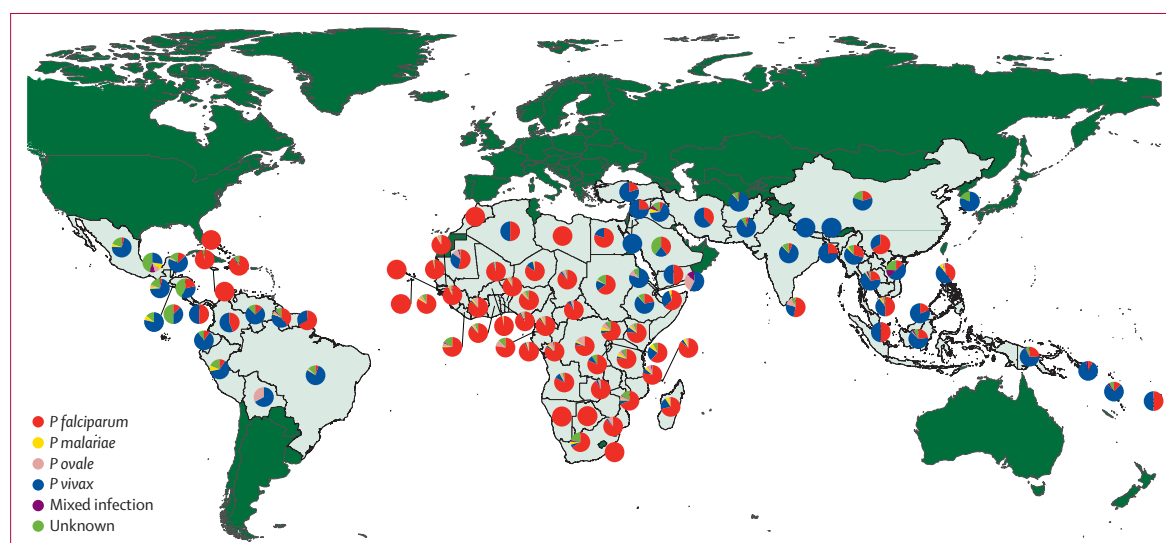 P falciparum
P malariae
P ovale
P vivax
Mixed infection
Unknown